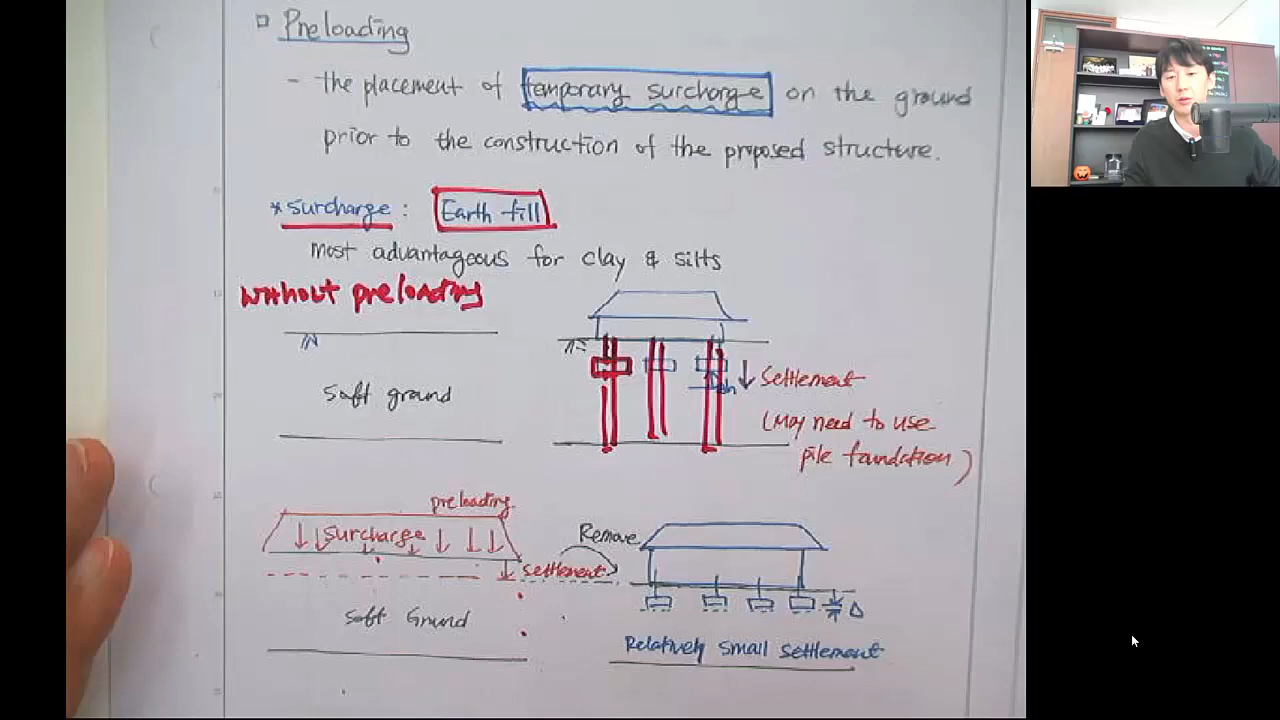 Preloading
- the placement of temporary surcharge on the ground
prior to the construction of the proposed structure.
* surcharge : Earth fill
most advantageous for clay & silts
without preloading
Soft ground
Settlement
(May need to use
pile foundation)
preloading
surcharge
settlement
Soft Ground
Remove
Δ
Relatively small settlement